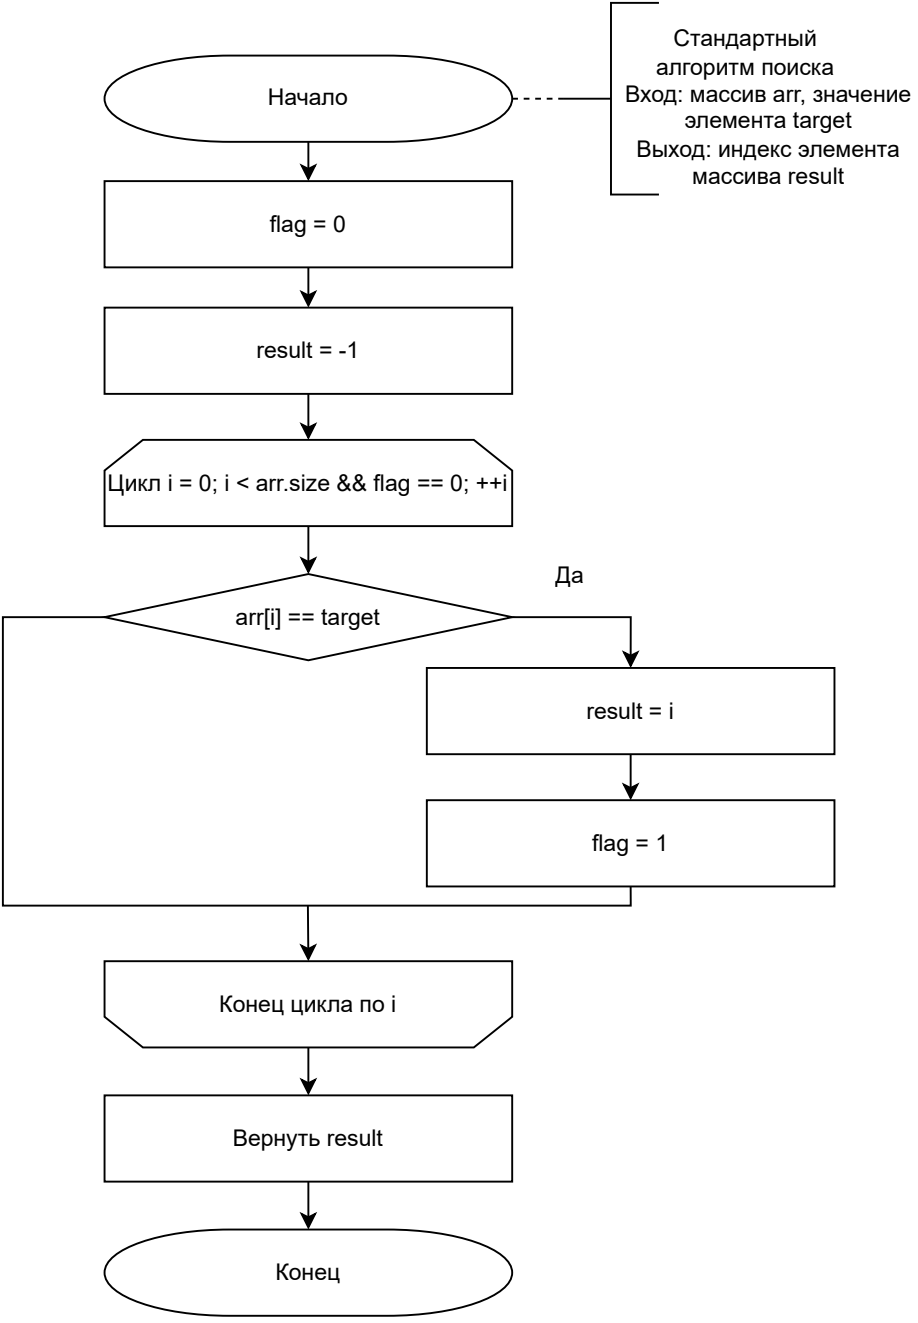 Начало
Стандартный
алгоритм поиска
Вход: массив arr, значение
элемента target
Выход: индекс элемента
массива result
flag = 0
result = -1
Цикл i = 0; i < arr.size && flag == 0; ++i
Да
arr[i] == target
result = i
flag = 1
Конец цикла по i
Вернуть result
Конец